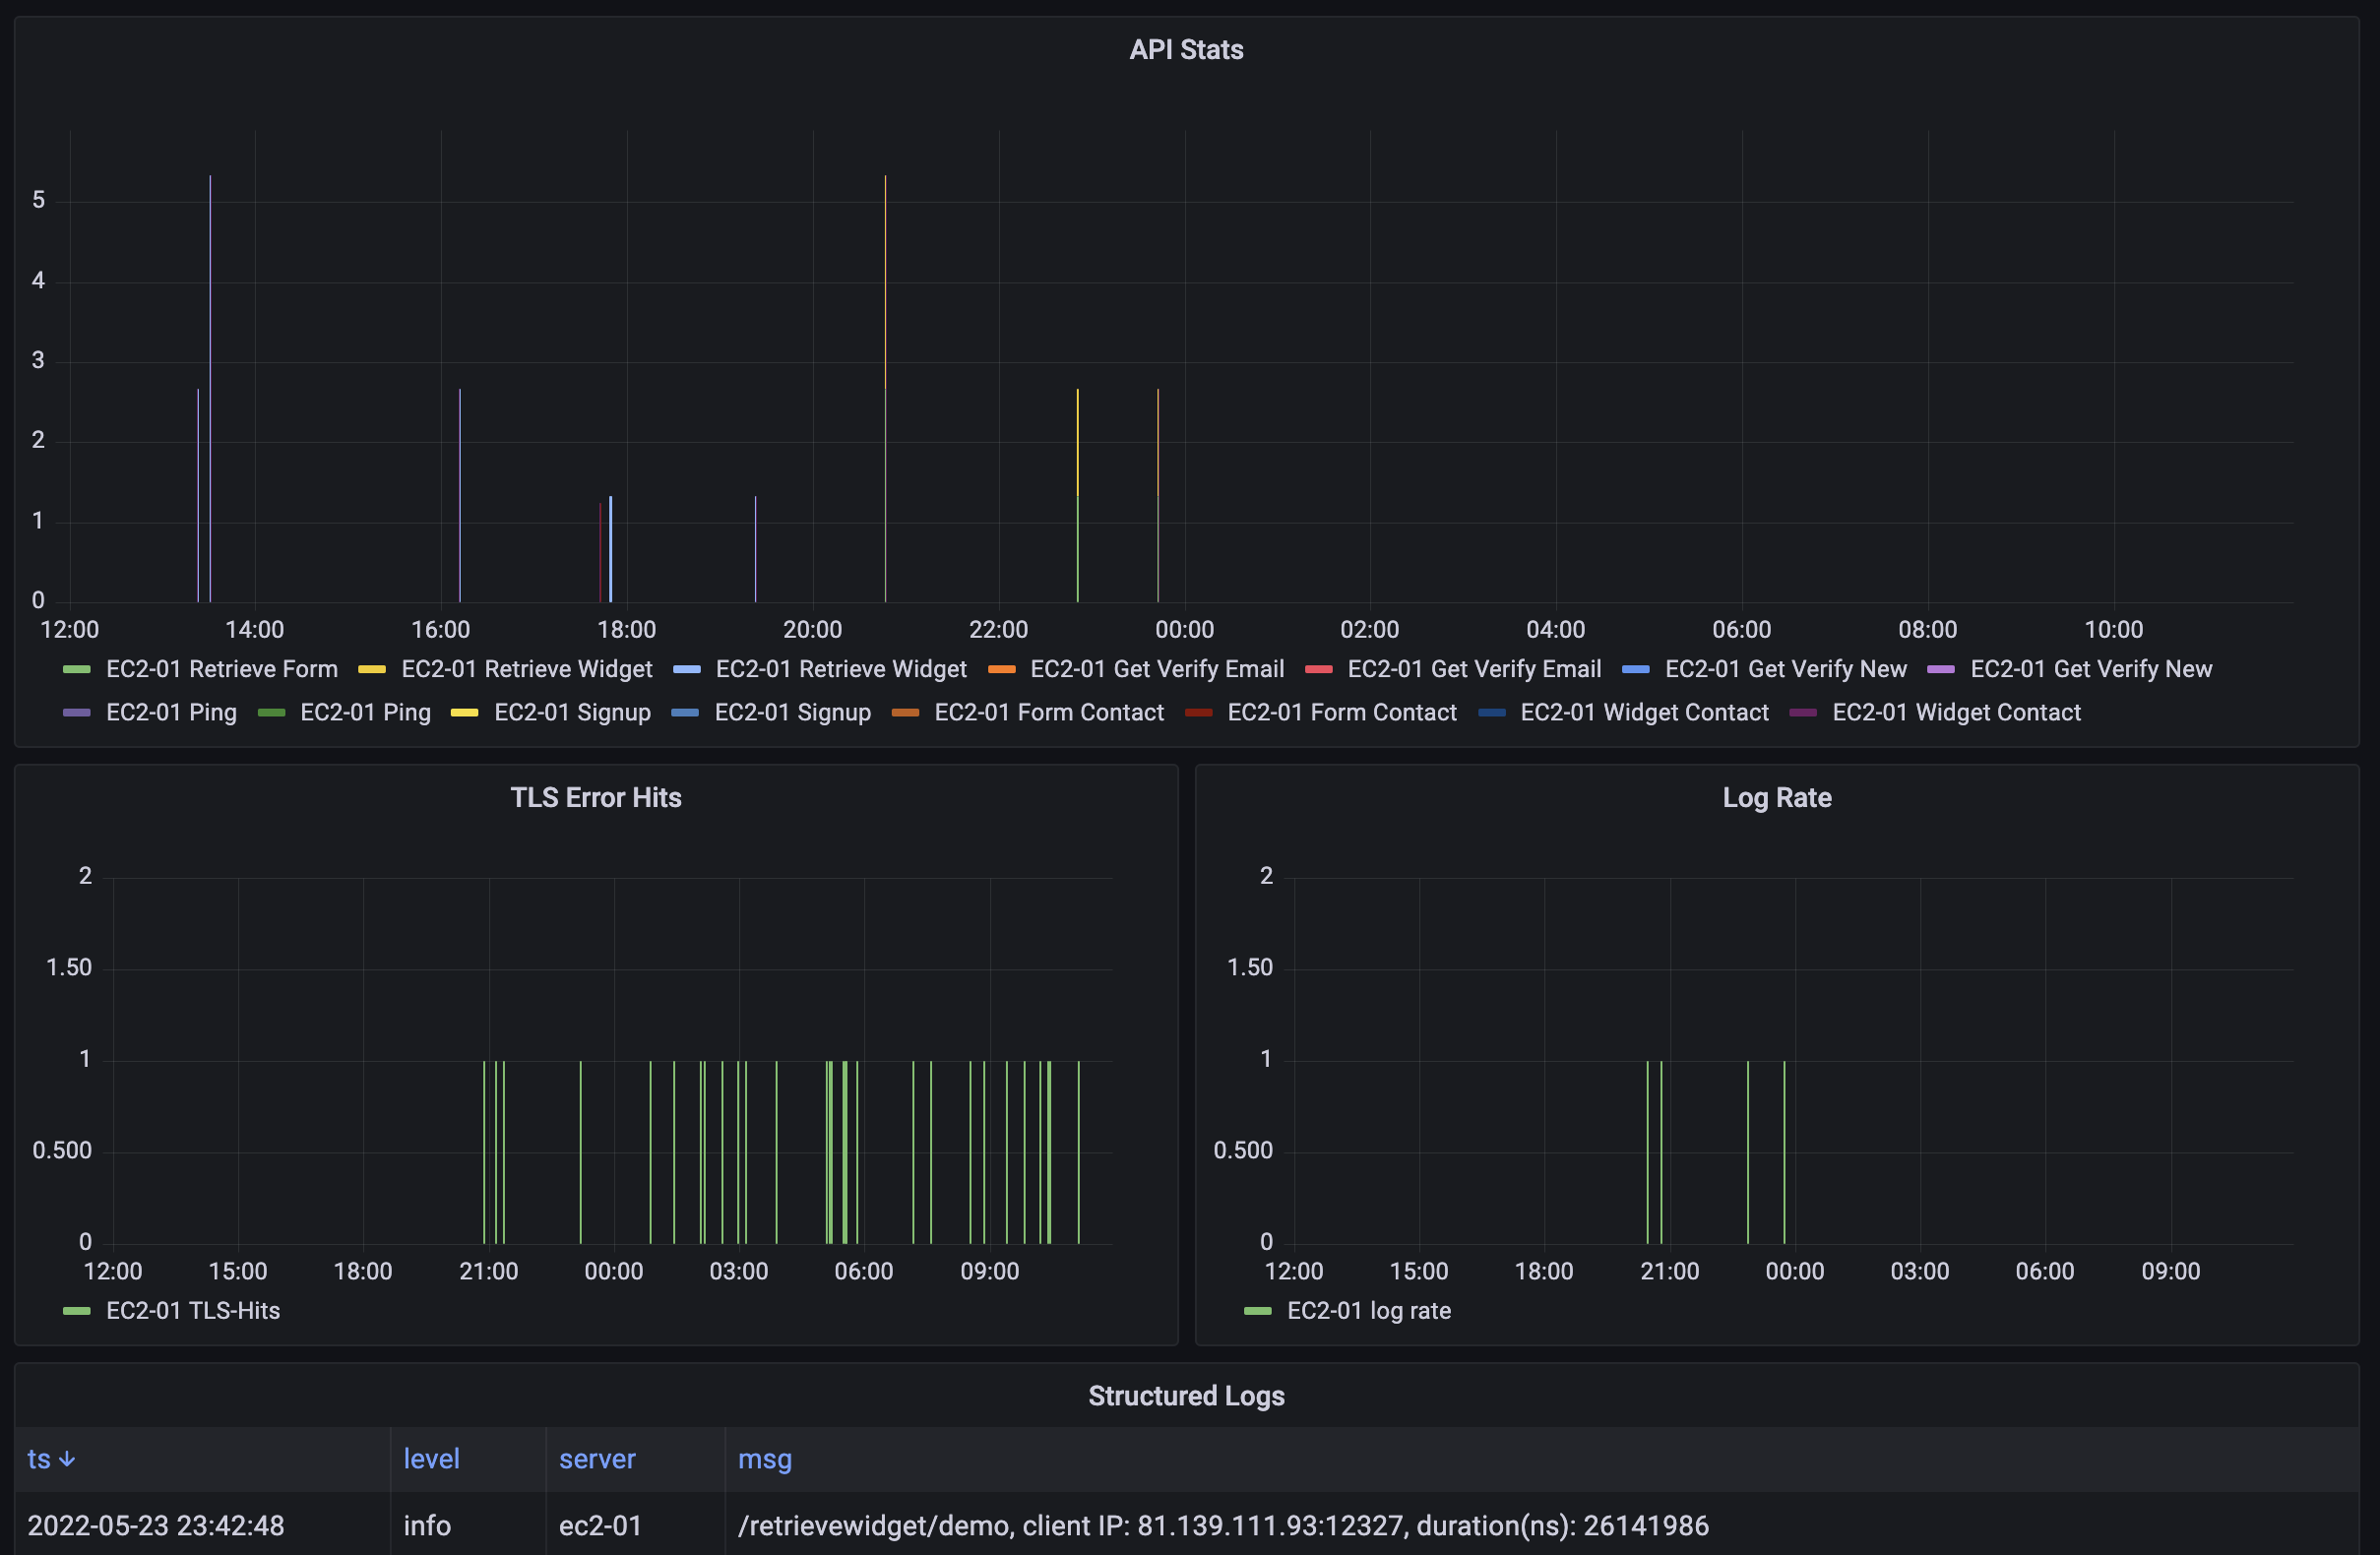 API Stats
5
4
3
2
1
0
12:00 14:00 16:00 18:00 20:00 22:00 00:00 02:00 04:00 06:00 08:00 10:00
EC2-01 Retrieve Form EC2-01 Retrieve Widget EC2-01 Retrieve Widget EC2-01 Get Verify Email EC2-01 Get Verify Email EC2-01 Get Verify New EC2-01 Get Verify New
EC2-01 Ping EC2-01 Ping EC2-01 Signup EC2-01 Signup EC2-01 Form Contact EC2-01 Form Contact EC2-01 Widget Contact EC2-01 Widget Contact
TLS Error Hits
2
1.50
1
0.500
0
12:00 15:00 18:00 21:00 00:00 03:00 06:00 09:00
EC2-01 TLS-Hits
Log Rate
2
1.50
1
0.500
0
12:00 15:00 18:00 21:00 00:00 03:00 06:00 09:00
EC2-01 log rate
Structured Logs
ts level server msg
2022-05-23 23:42:48 info ec2-01 /retrievewidget/demo, client IP: 81.139.111.93:12327, duration(ns): 26141986